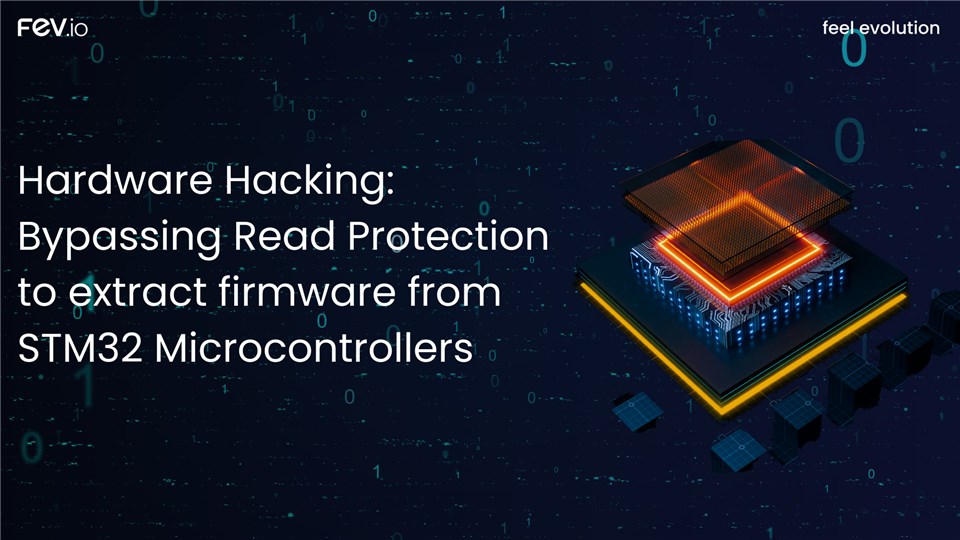 FEV.io
feel evolution
Hardware Hacking:
Bypassing Read Protection
to extract firmware from
STM32 Microcontrollers